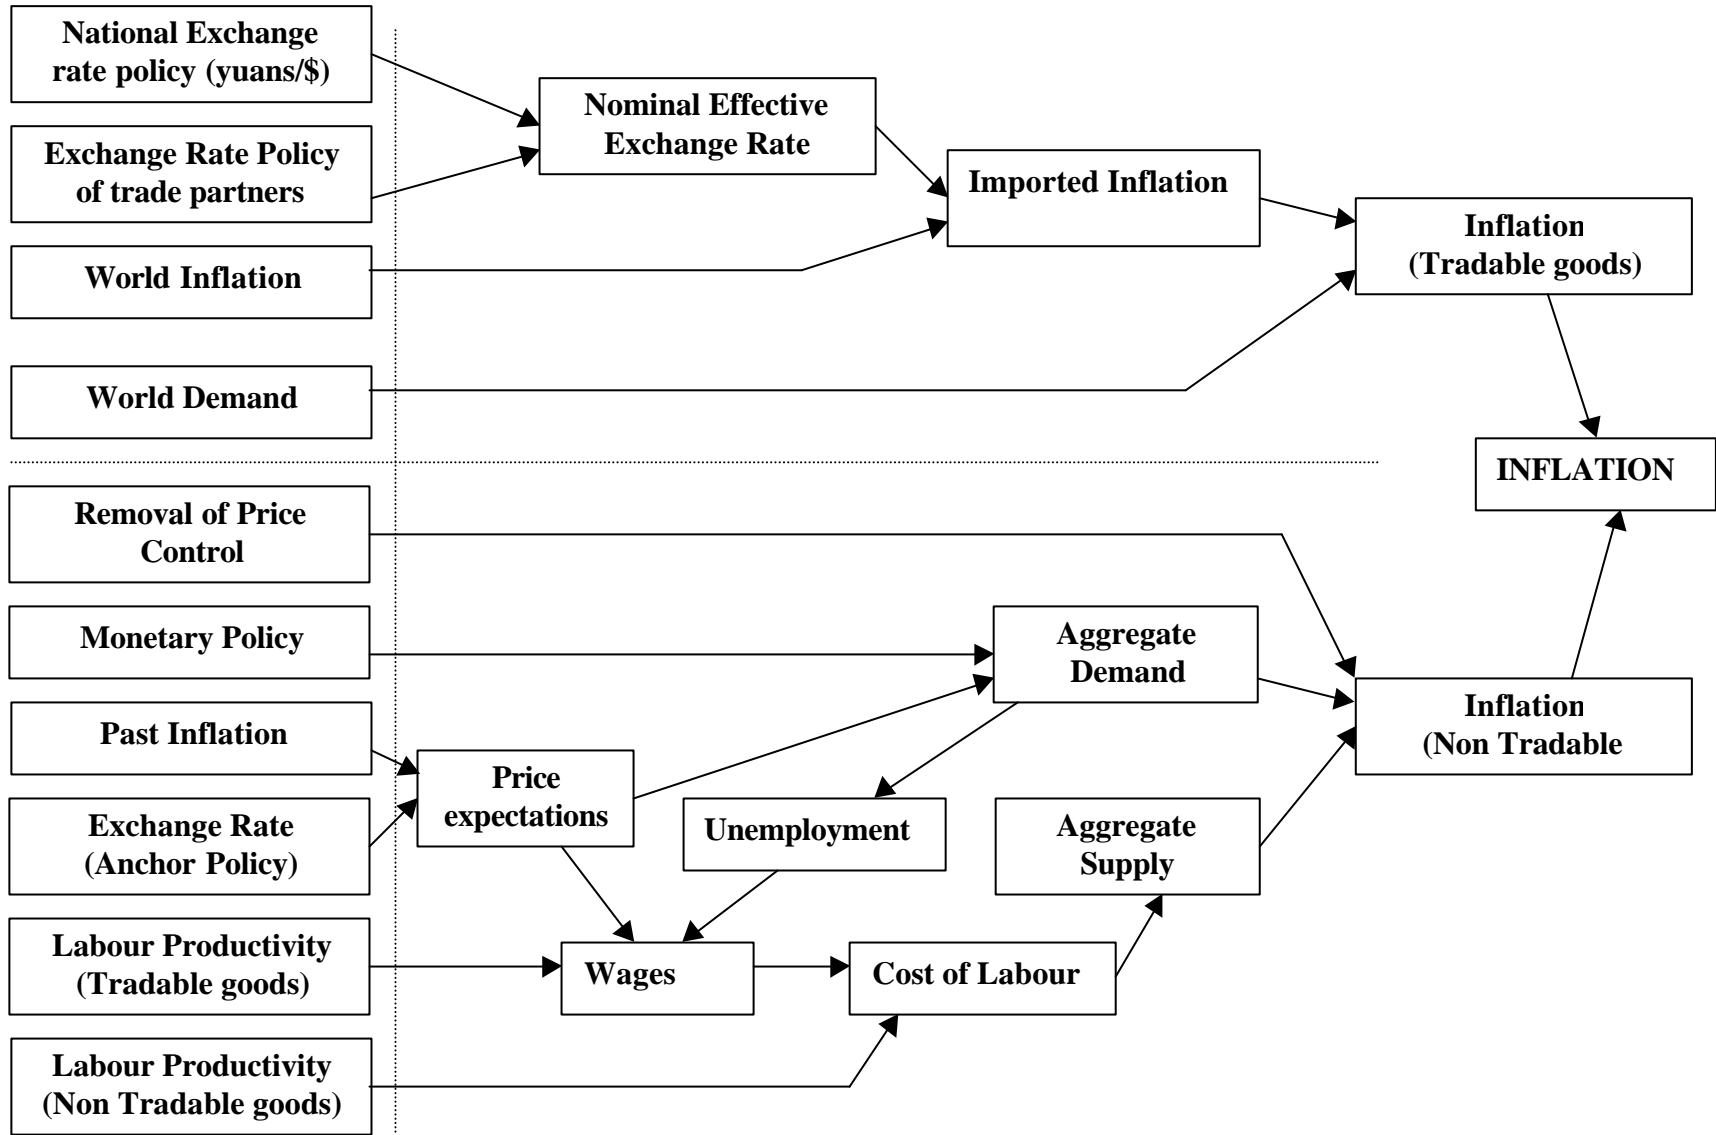 National Exchange
rate policy (yuans/$)
Exchange Rate Policy
of trade partners
World Inflation
World Demand
Nominal Effective
Exchange Rate
Imported Inflation
Inflation
(Tradable goods)
INFLATION
Removal of Price
Control
Monetary Policy
Past Inflation
Exchange Rate
(Anchor Policy)
Labour Productivity
(Tradable goods)
Labour Productivity
(Non Tradable goods)
Price
expectations
Unemployment
Wages
Cost of Labour
Aggregate
Demand
Aggregate
Supply
Inflation
(Non Tradable